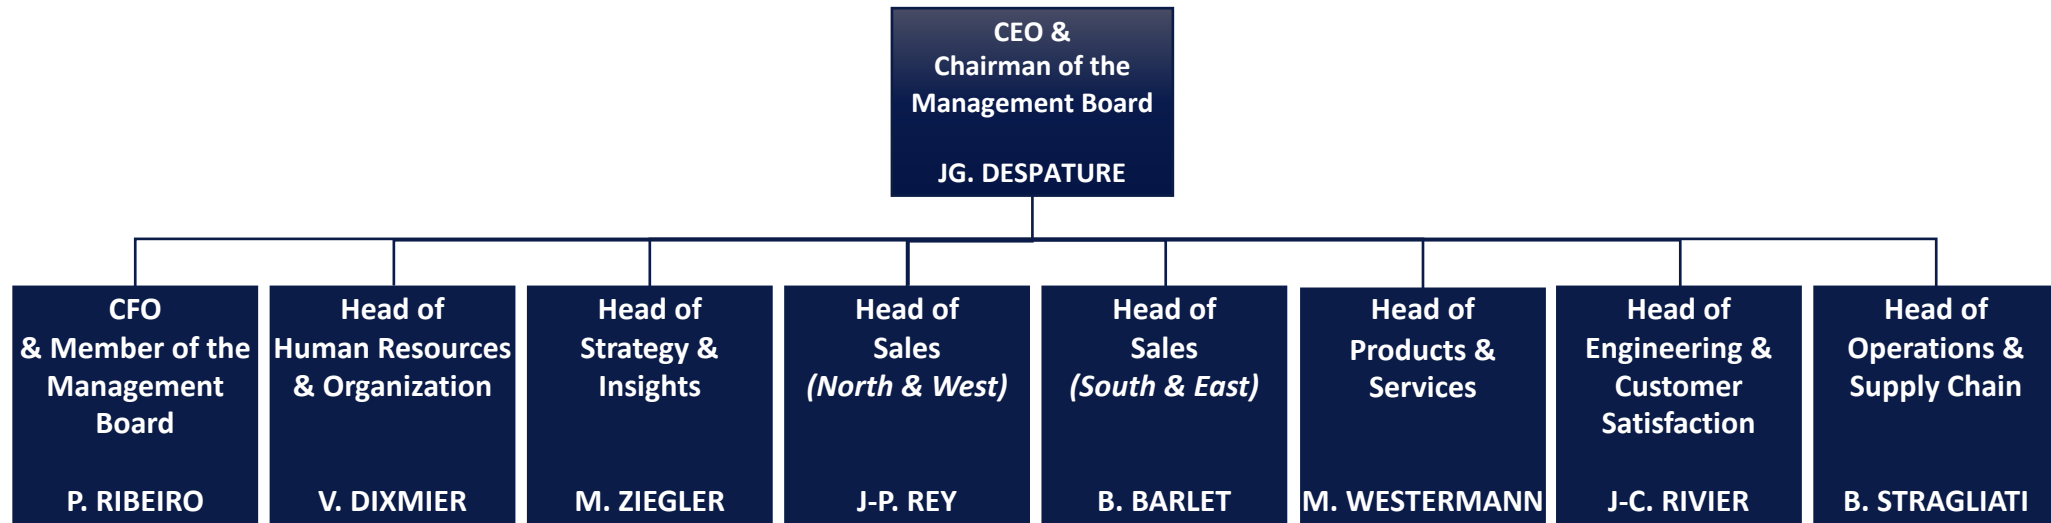 CEO &
Chairman of the
Management Board
JG. DESPATURE
CFO
& Member of the
Management
Board
P. RIBEIRO
Head of
Human Resources
& Organization
V. DIXMIER
Head of
Strategy &
Insights
M. ZIEGLER
Head of
Sales
(North & West)
J-P. REY
Head of
Sales
(South & East)
B. BARLET
Head of
Products &
Services
M. WESTERMANN
Head of
Engineering &
Customer
Satisfaction
J-C. RIVIER
Head of
Operations &
Supply Chain
B. STRAGLIATI